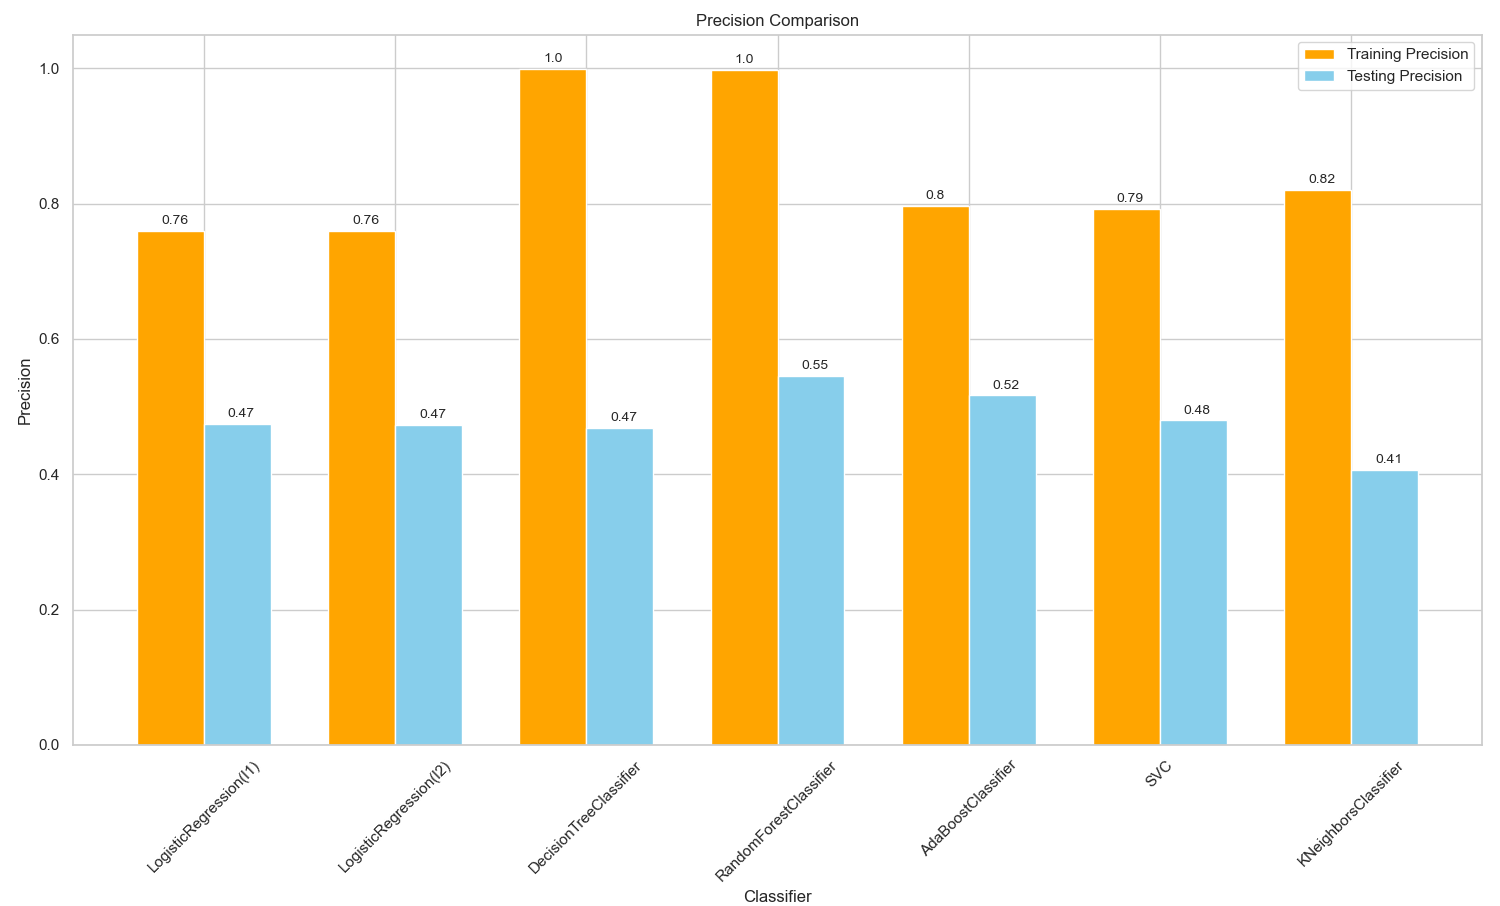 Precision Comparison
Training Precision
Testing Precision
Precision
1.0
0.8
0.6
0.4
0.2
0.0
0.76
0.47
0.76
0.47
1.0
0.47
1.0
0.55
0.8
0.52
0.79
0.48
0.82
0.41
LogisticRegression(l1)
LogisticRegression(l2)
DecisionTreeClassifier
RandomForestClassifier
AdaBoostClassifier
SVC
KNeighborsClassifier
Classifier